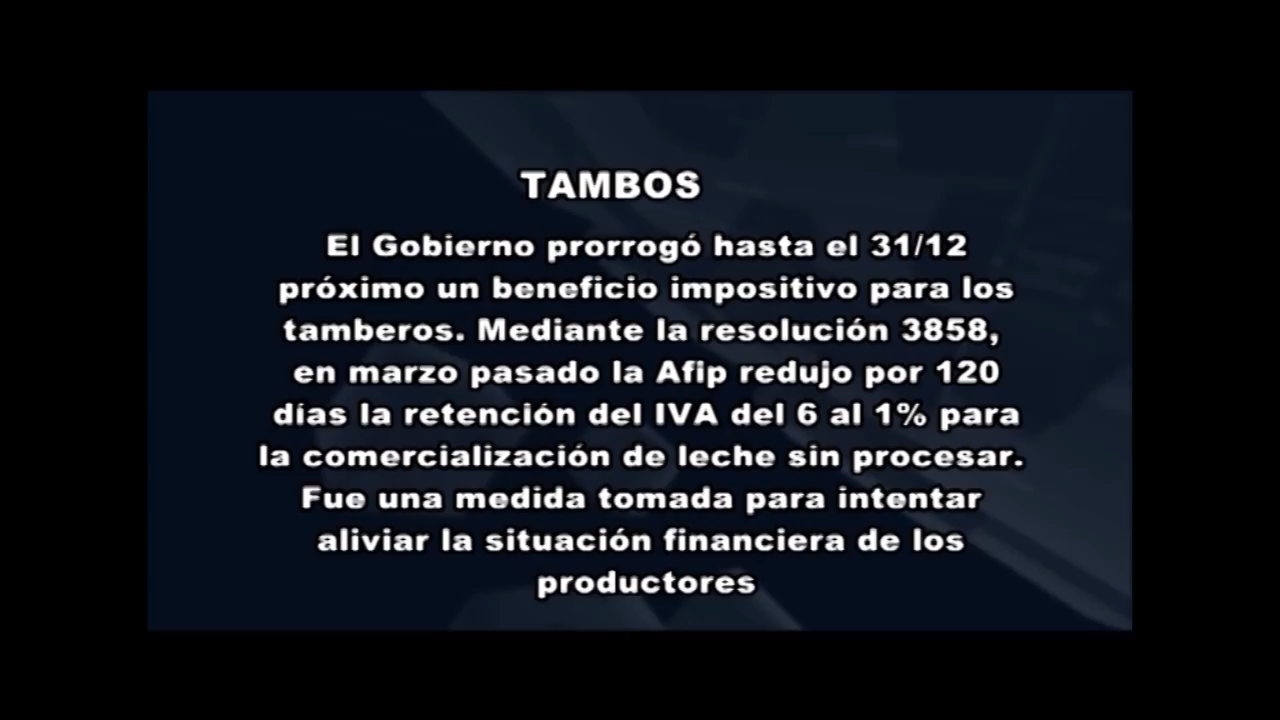 TAMBOS
El Gobierno prorrogó hasta el 31/12
próximo un beneficio impositivo para los
tamberos. Mediante la resolución 3858,
en marzo pasado la Afip redujo por 120
días la retención del IVA del 6 al 1% para
la comercialización de leche sin procesar.
Fue una medida tomada para intentar
aliviar la situación financiera de los
productores